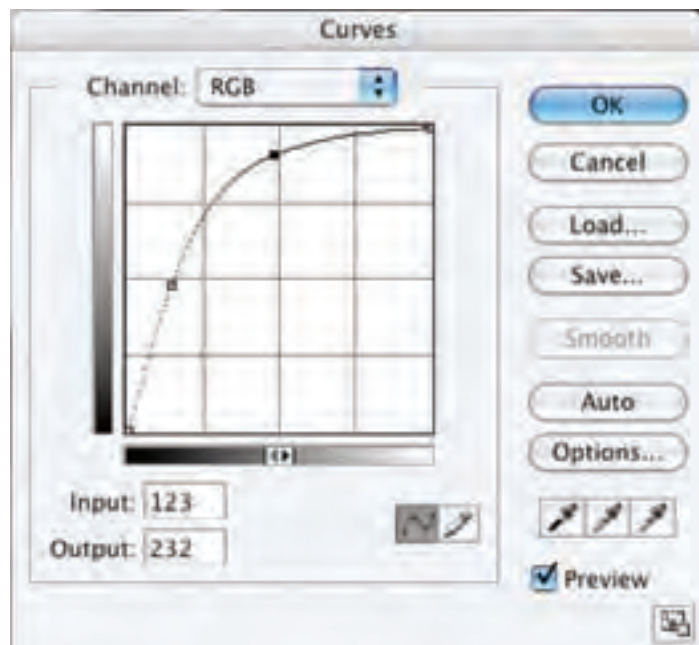 Curves
Channel: RGB
OK
Cancel
Load...
Save...
Smooth
Auto
Options...
Input: 123
Output: 232
Preview